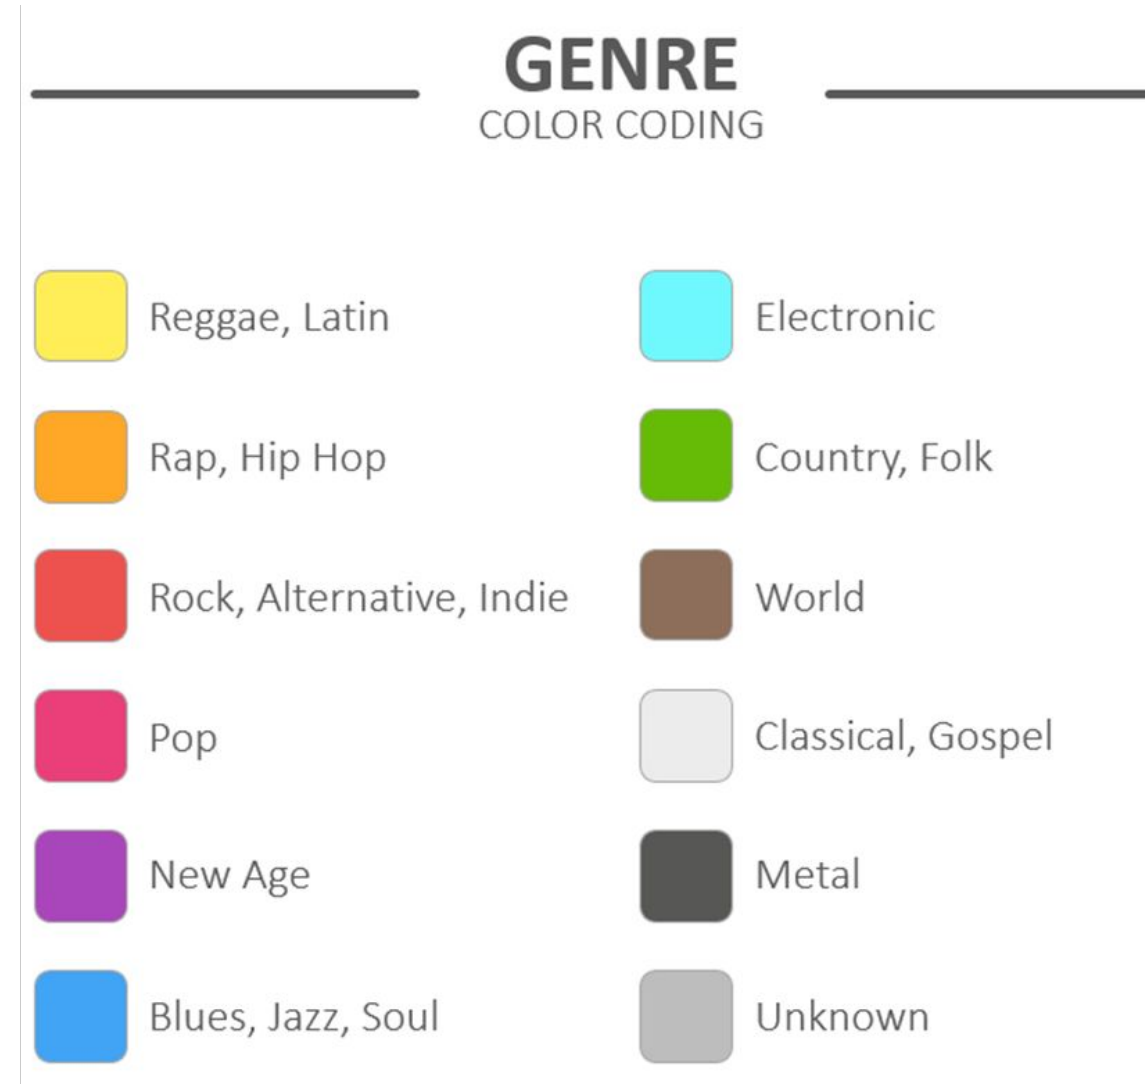 GENRE
COLOR CODING
Reggae, Latin
Electronic
Rap, Hip Hop
Country, Folk
Rock, Alternative, Indie
World
Pop
Classical, Gospel
New Age
Metal
Blues, Jazz, Soul
Unknown